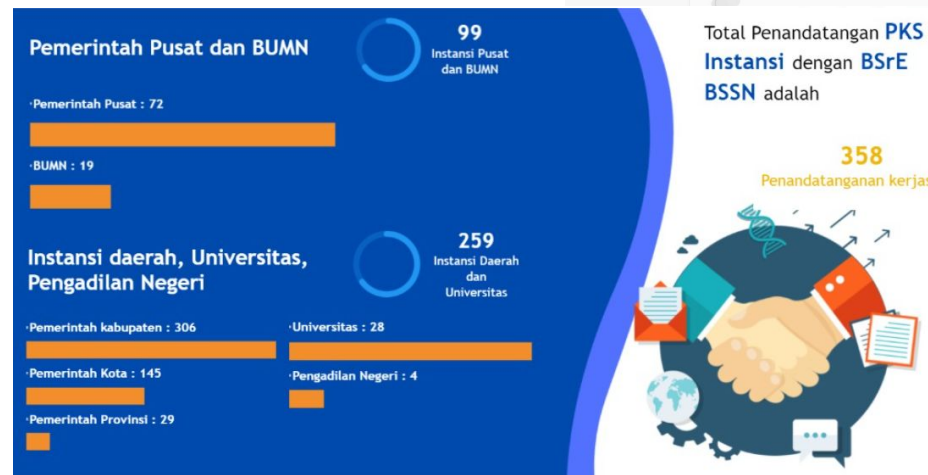 Pemerintah Pusat dan BUMN
99
Instansi Pusat
dan BUMN
·Pemerintah Pusat : 72
·BUMN : 19
Instansi daerah, Universitas,
Pengadilan Negeri
259
Instansi Daerah
dan
Universitas
·Pemerintah kabupaten : 306
·Pemerintah Kota : 145
·Pemerintah Provinsi : 29
·Universitas : 28
·Pengadilan Negeri : 4
Total Penandatangan PKS
Instansi dengan BSrE
BSSN adalah
358
Penandatanganan kerjas